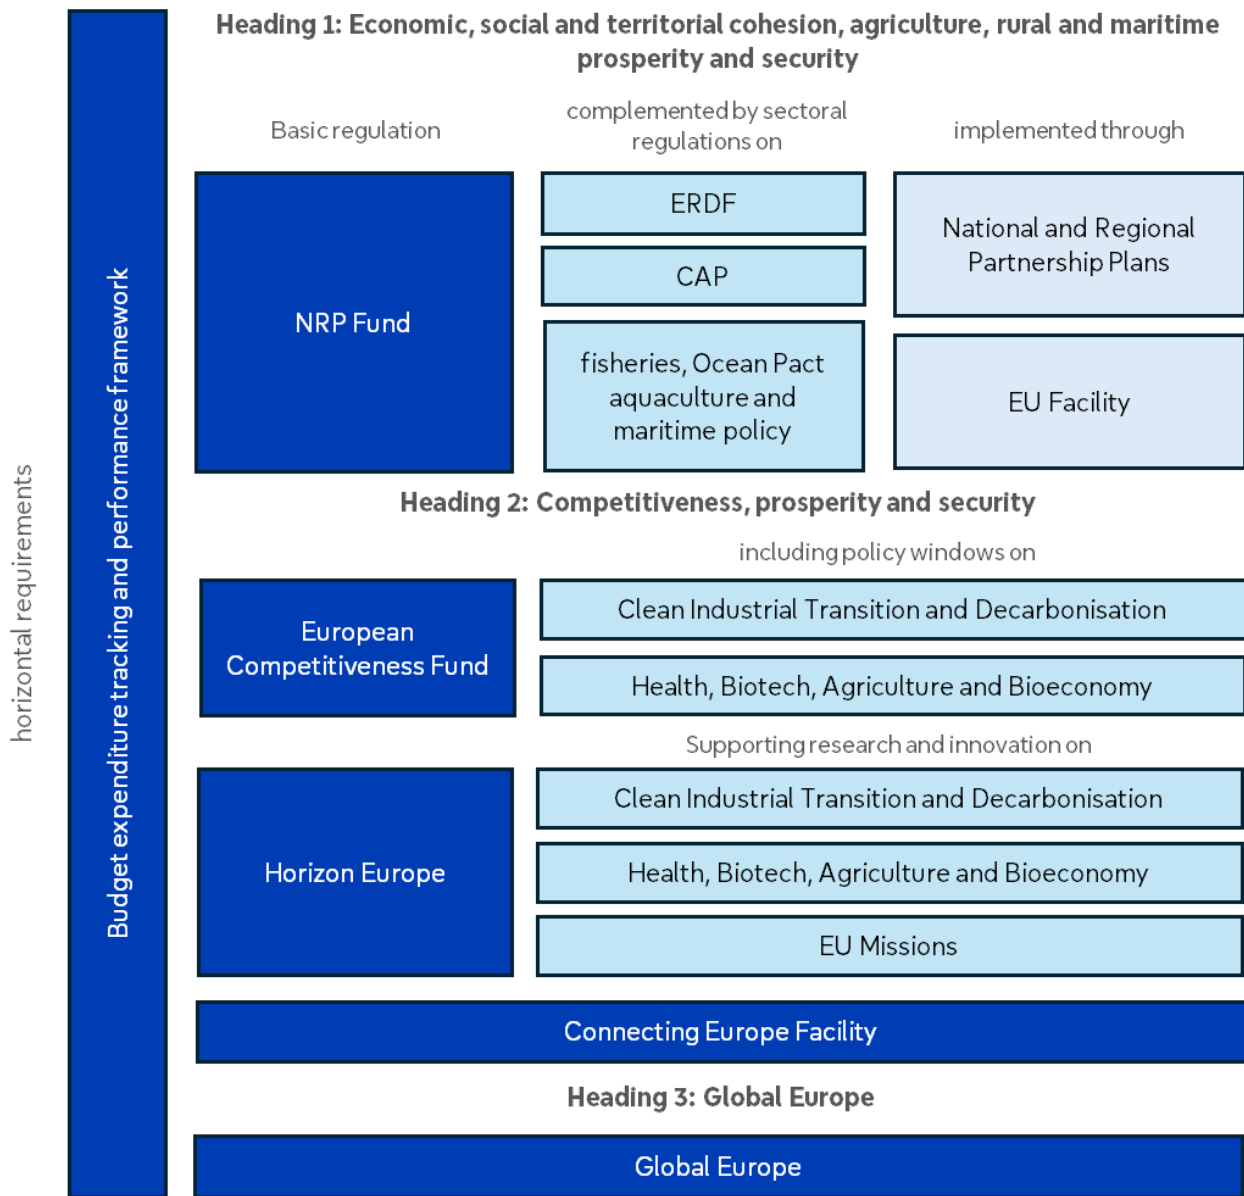 Heading 1: Economic, social and territorial cohesion, agriculture, rural and maritime
prosperity and security
Basic regulation
complemented by sectoral
regulations on
implemented through
NRP Fund
ERDF
CAP
fisheries, Ocean Pact
aquaculture and
maritime policy
National and Regional
Partnership Plans
EU Facility
horizontal requirements
Budget expenditure tracking and performance framework
Heading 2: Competitiveness, prosperity and security
including policy windows on
European
Competitiveness Fund
Clean Industrial Transition and Decarbonisation
Health, Biotech, Agriculture and Bioeconomy
Supporting research and innovation on
Horizon Europe
Clean Industrial Transition and Decarbonisation
Health, Biotech, Agriculture and Bioeconomy
EU Missions
Connecting Europe Facility
Heading 3: Global Europe
Global Europe